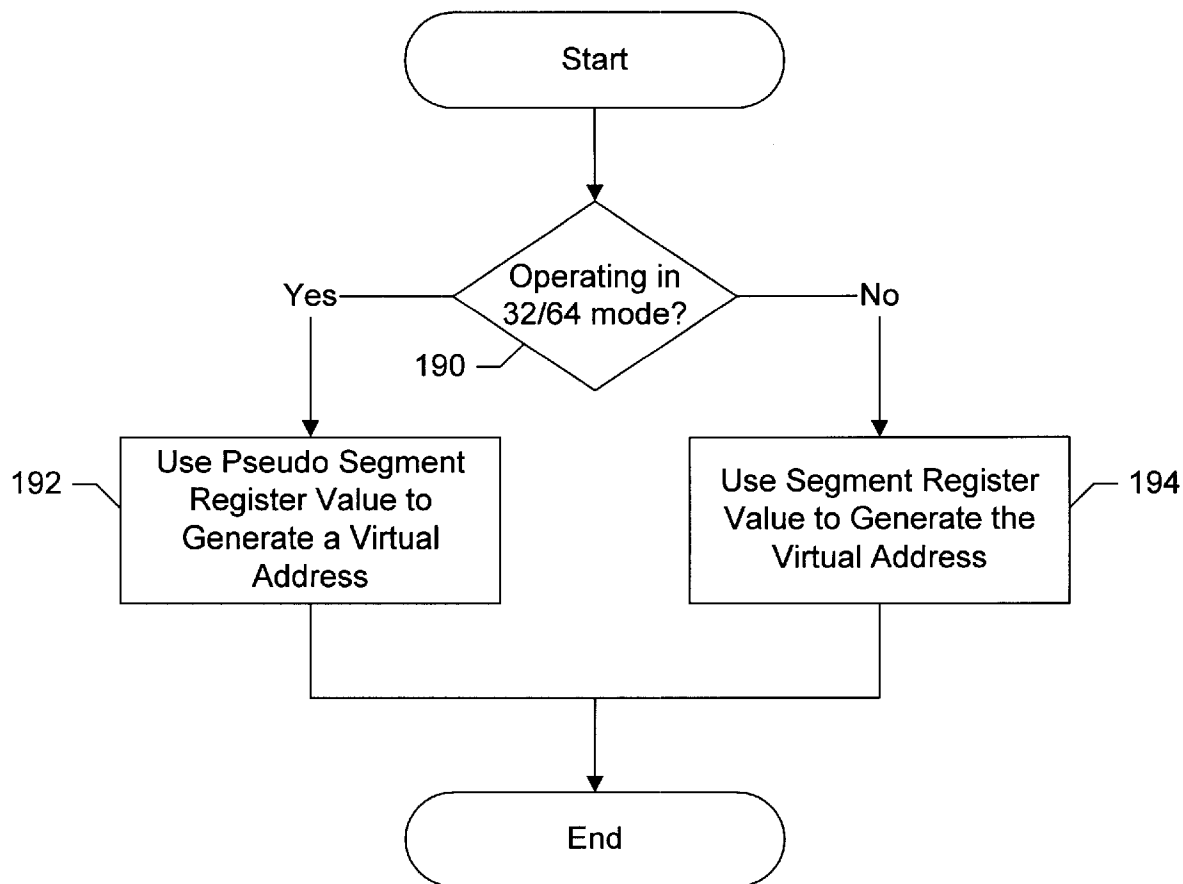 Start
Operating in
32/64 mode?
Yes
No
190
192
Use Pseudo Segment
Register Value to
Generate a Virtual
Address
Use Segment Register
Value to Generate the
Virtual Address
194
End